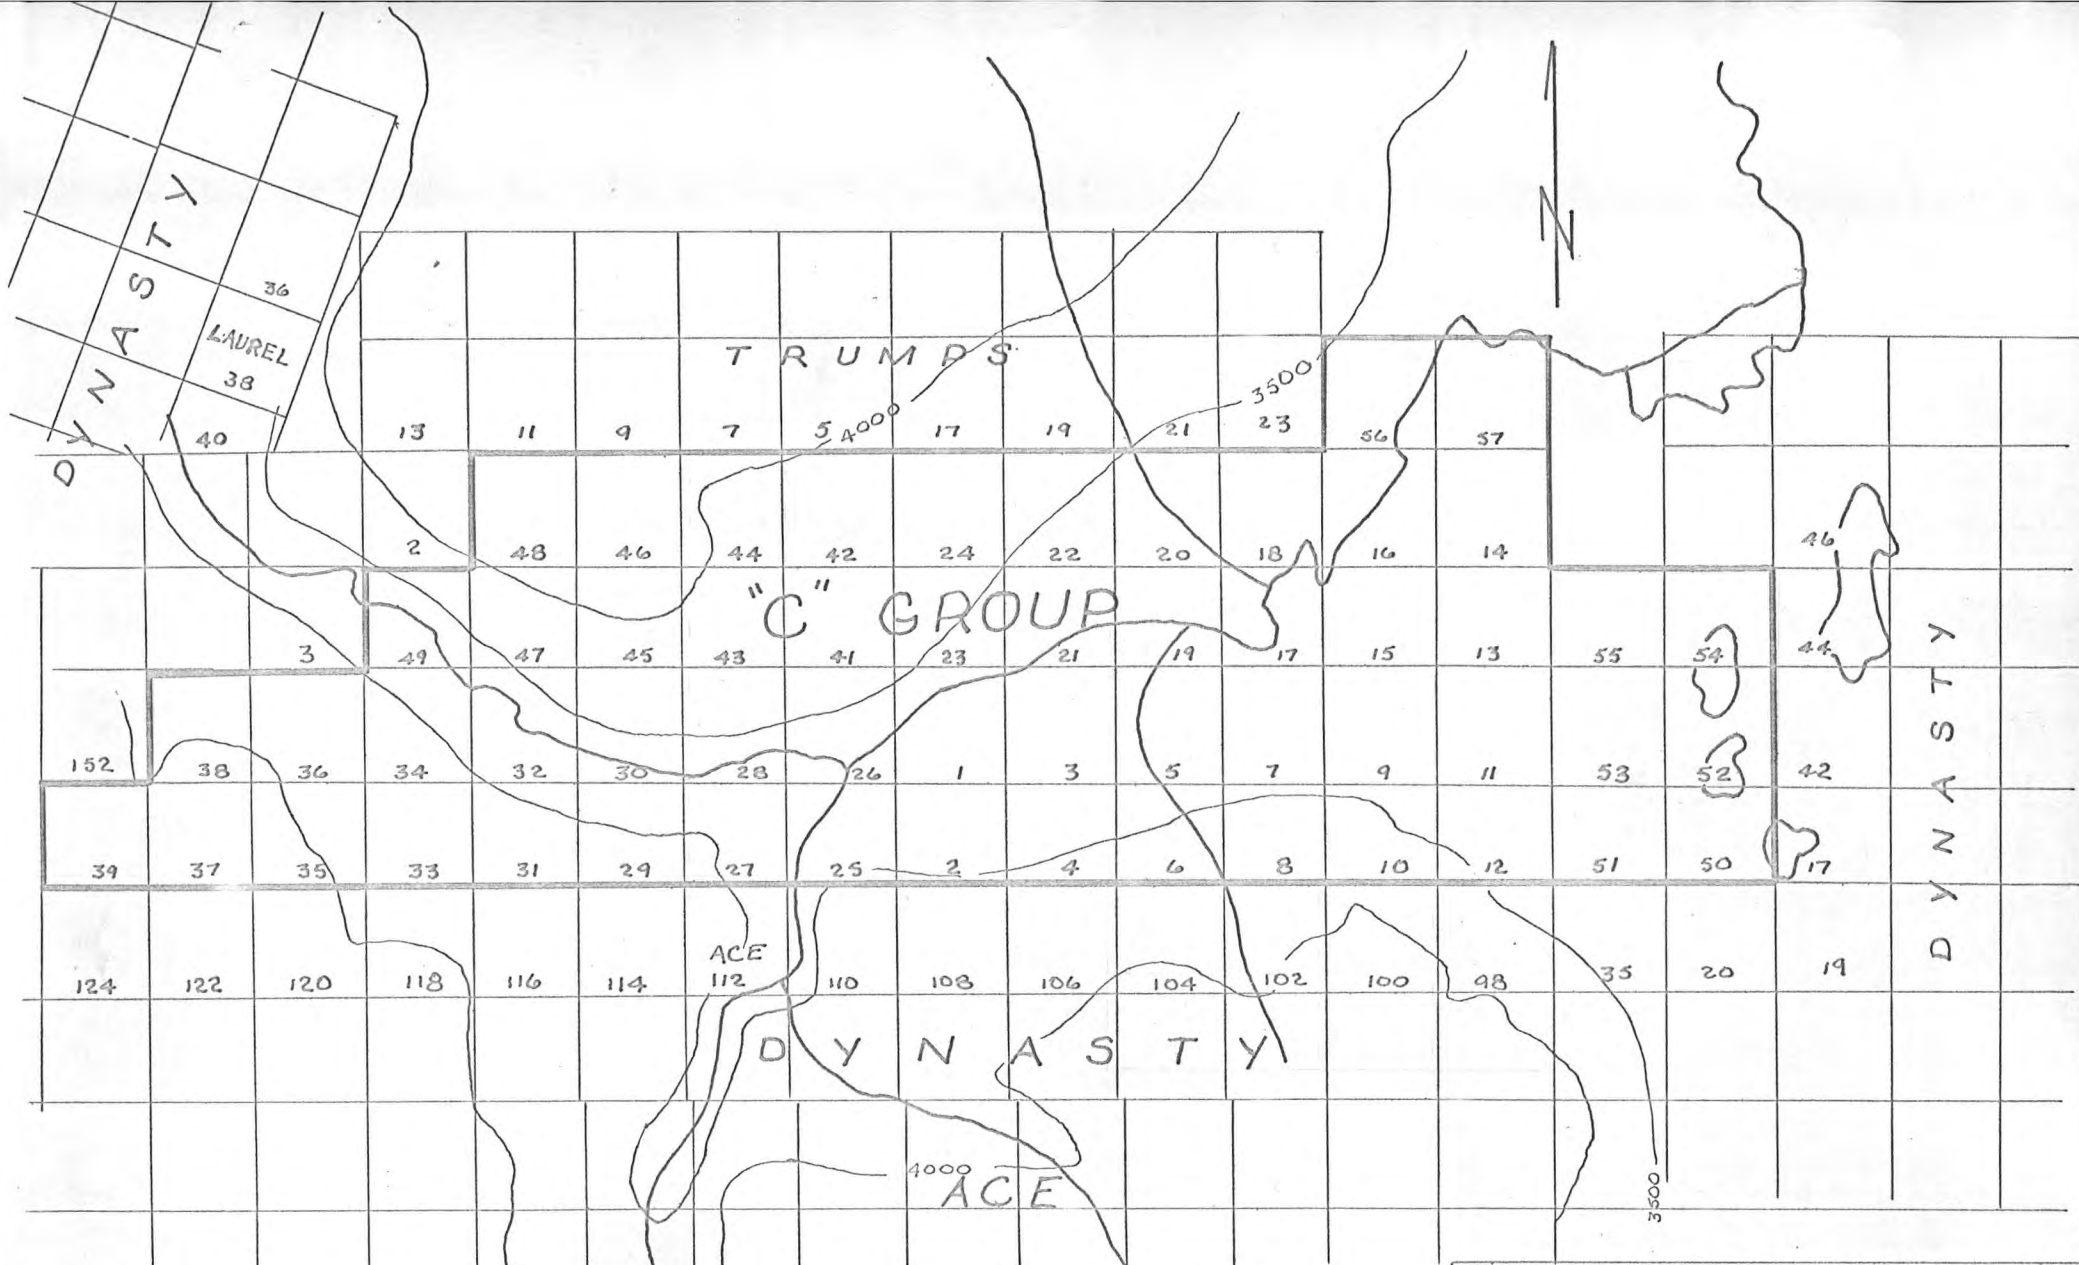 N
DYNASTY
36
LAUREL
38
40
TRUMPS
3500
4000
13 11 9 7 5 17 19 21 23 56 57
2 48 46 44 42 24 22 20 18 16 14 46
"C" GROUP
3 49 47 45 43 41 23 21 19 17 15 13 55 54 44
152 38 36 34 32 30 28 26 1 3 5 7 9 11 53 52 42
39 37 35 33 31 29 27 25 2 4 6 8 10 12 51 50 17
DYNASTY
ACE
124 122 120 118 116 114 112 110 108 106 104 102 100 98 35 20 19
DYNASTY
4000
ACE
3500